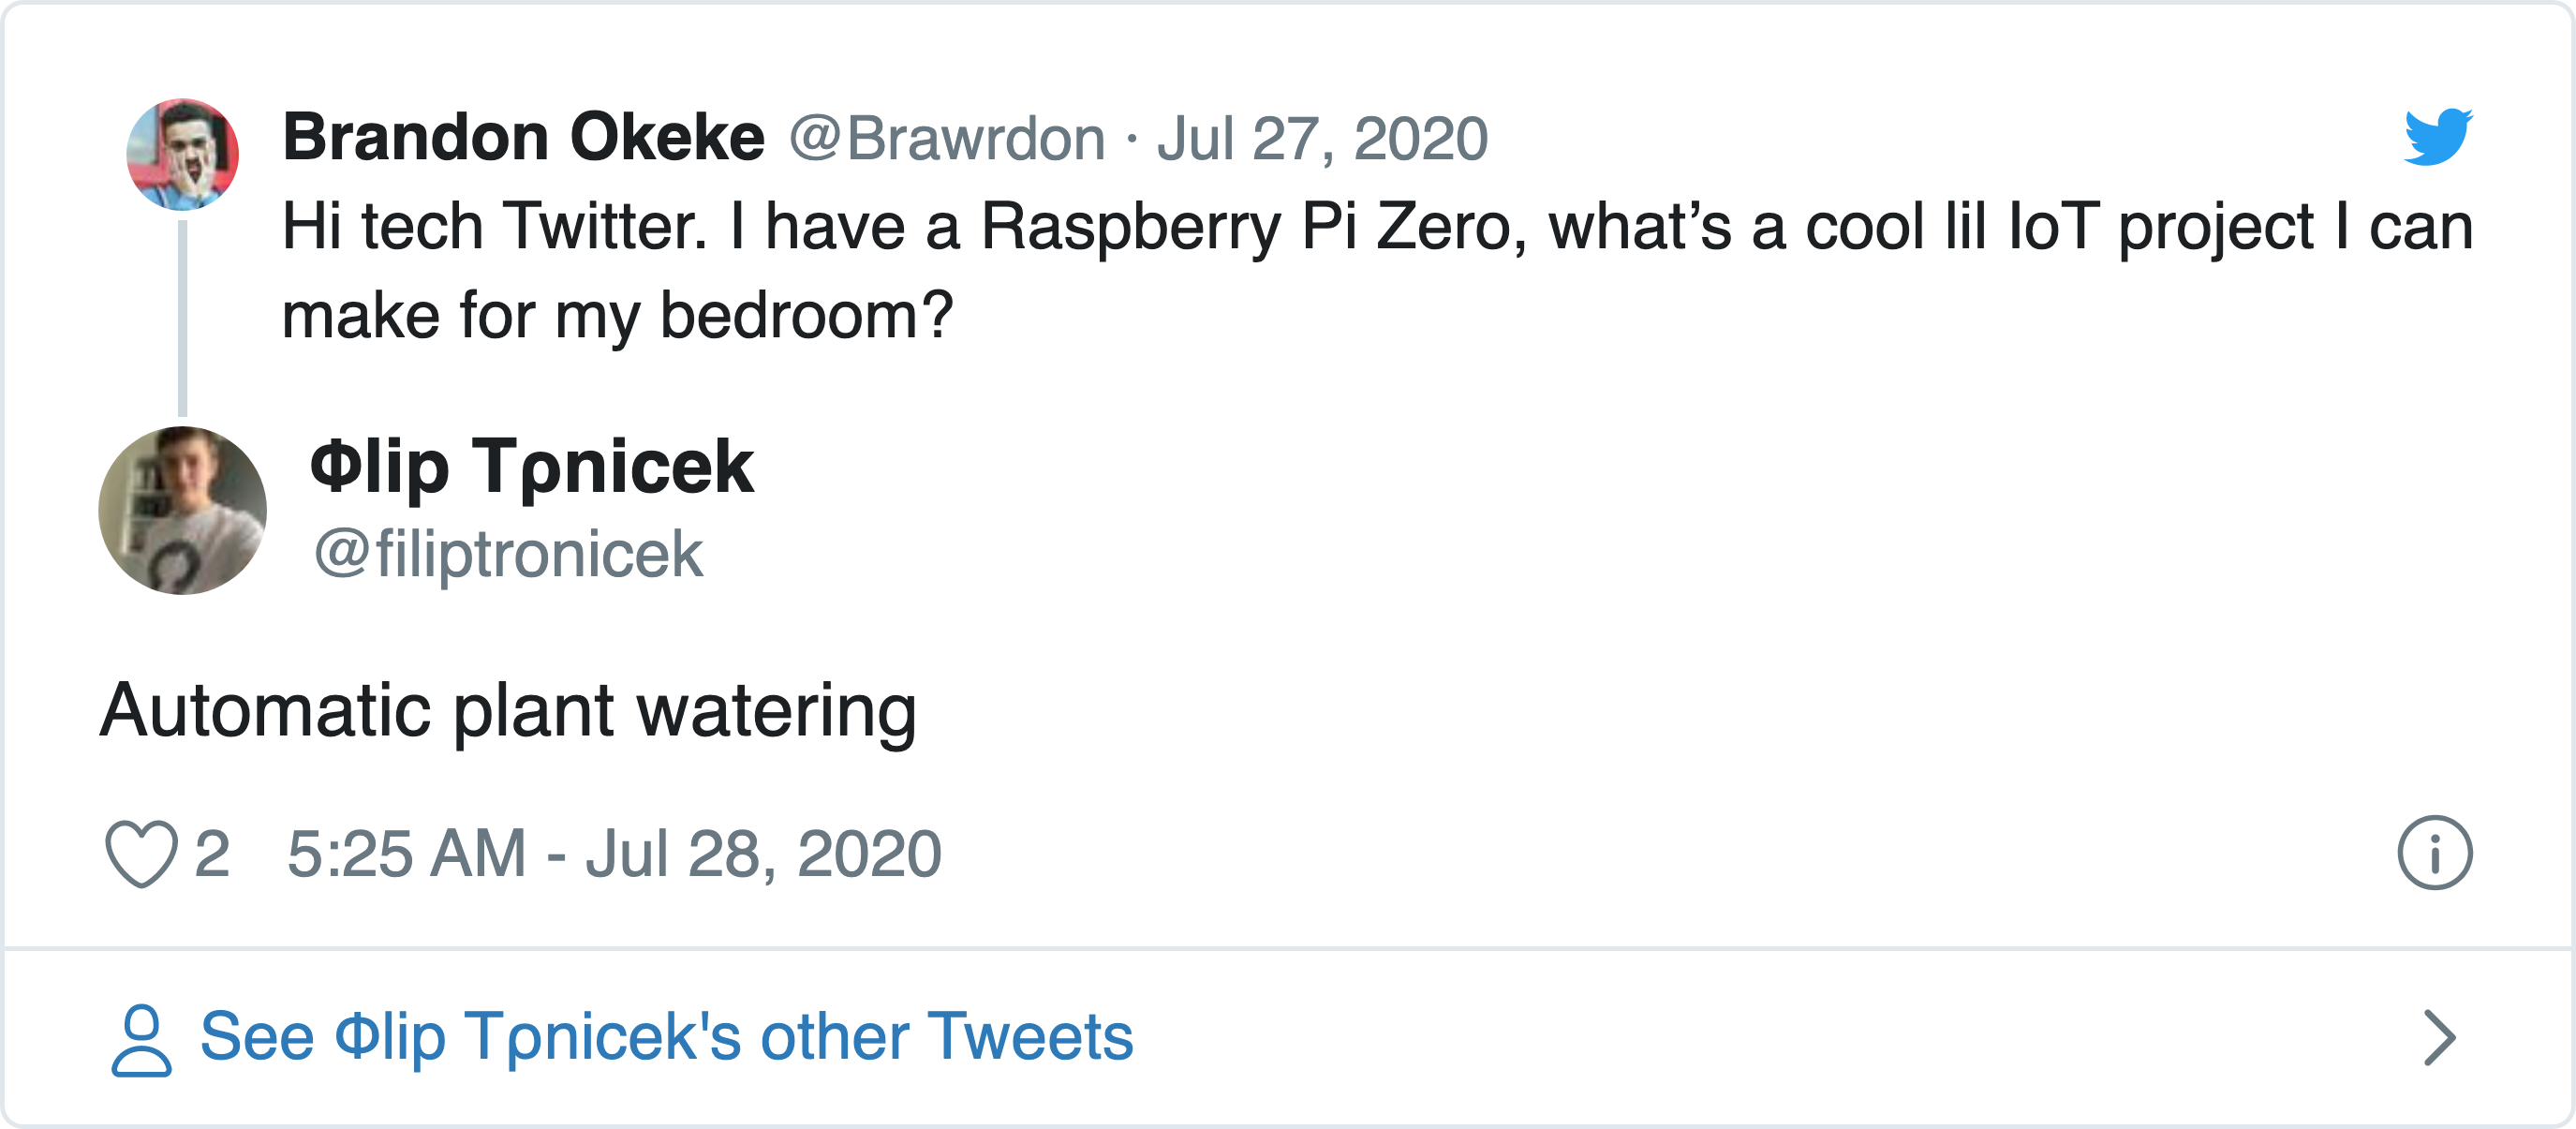 Brandon Okeke @Brawrdon · Jul 27, 2020
Hi tech Twitter. I have a Raspberry Pi Zero, what’s a cool lil IoT project I can
make for my bedroom?
Φlip Tρnicek
@filiptronicek
Automatic plant watering
2 5:25 AM - Jul 28, 2020
See Φlip Tρnicek's other Tweets